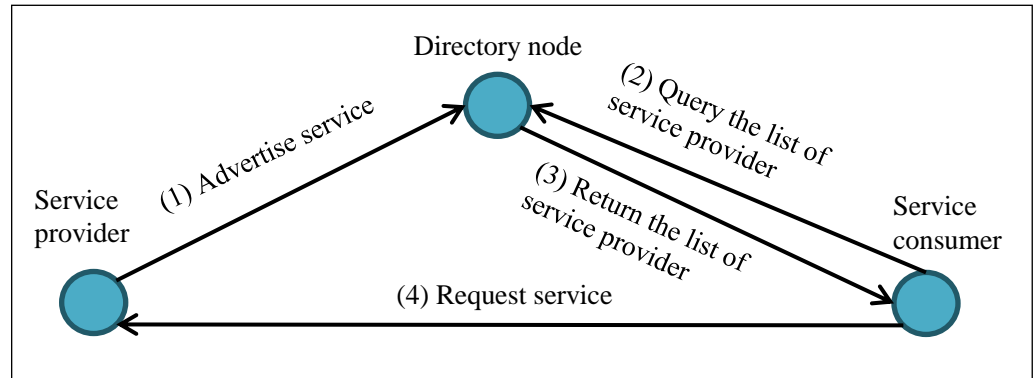 Directory node
(1) Advertise service
(2) Query the list of
service provider
(3) Return the list of
service provider
Service
provider
Service
consumer
(4) Request service